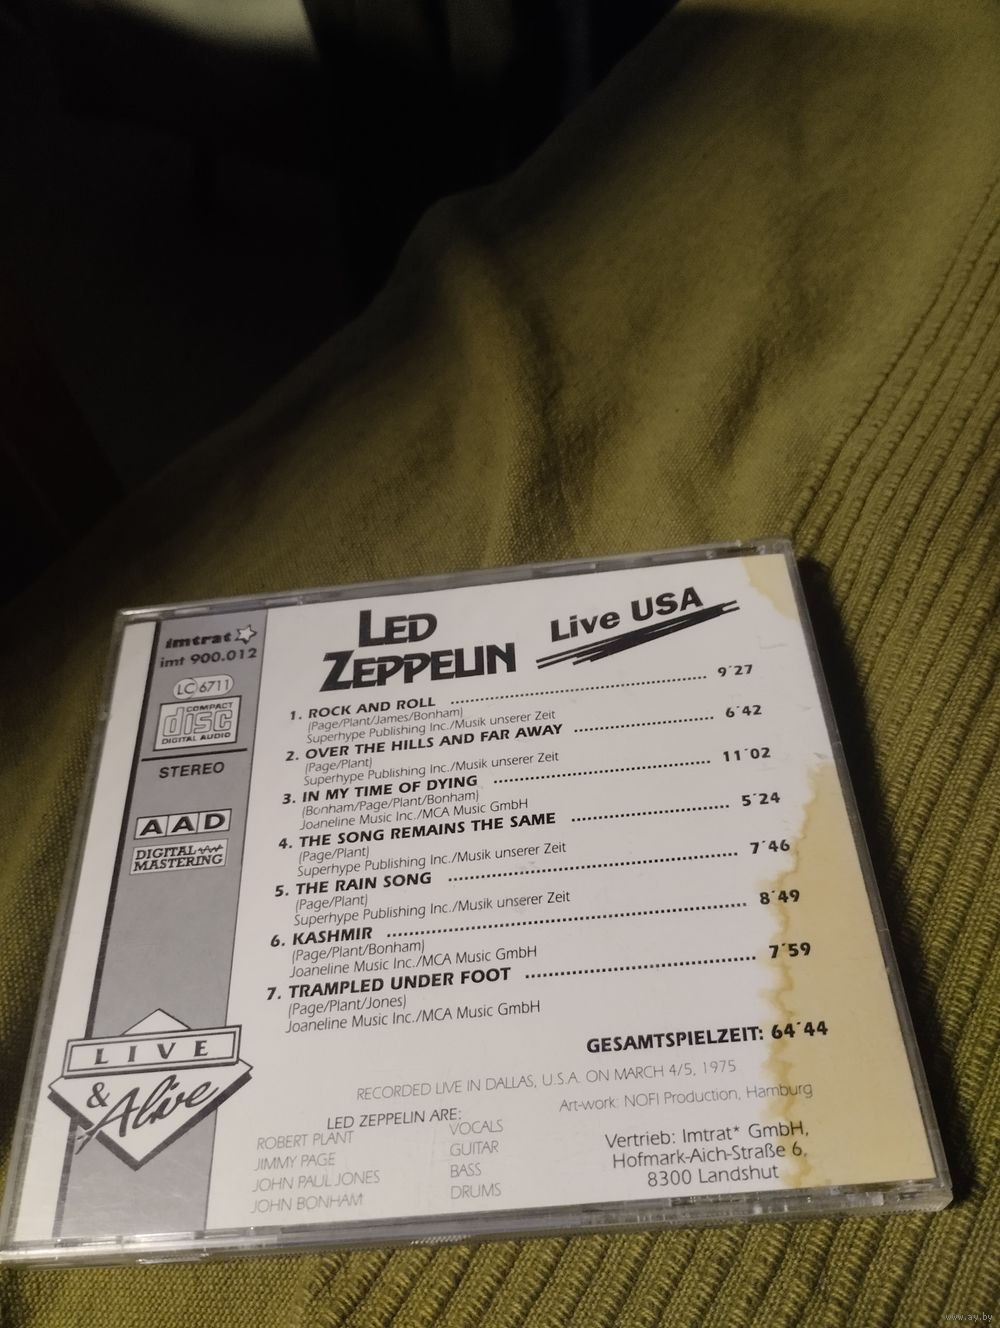 imtrat
imt 900.012
LC 6711
COMPACT
disc
DIGITAL AUDIO
STEREO
AAD
DIGITAL
MASTERING
LIVE
& Alive
LED
ZEPPELIN
Live USA
1. ROCK AND ROLL ........ 9´27
(Page/Plant/James/Bonham)
Superhype Publishing Inc./Musik unserer Zeit
2. OVER THE HILLS AND FAR AWAY ........ 6´42
(Page/Plant)
Superhype Publishing Inc./Musik unserer Zeit
3. IN MY TIME OF DYING ........ 11´02
(Bonham/Page/Plant/Bonham)
Joaneline Music Inc./MCA Music GmbH
4. THE SONG REMAINS THE SAME ........ 5´24
(Page/Plant)
Superhype Publishing Inc./Musik unserer Zeit
5. THE RAIN SONG ........ 7´46
(Page/Plant)
Superhype Publishing Inc./Musik unserer Zeit
6. KASHMIR ........ 8´49
(Page/Plant/Bonham)
Joaneline Music Inc./MCA Music GmbH
7. TRAMPLED UNDER FOOT ........ 7´59
(Page/Plant/Jones)
Joaneline Music Inc./MCA Music GmbH
GESAMTSPIELZEIT: 64´44
RECORDED LIVE IN DALLAS, U.S.A. ON MARCH 4/5, 1975
Art-work: NOFI Production, Hamburg
LED ZEPPELIN ARE:
ROBERT PLANT VOCALS
JIMMY PAGE GUITAR
JOHN PAUL JONES BASS
JOHN BONHAM DRUMS
Vertrieb: Imtrat* GmbH,
Hofmark-Aich-Straße 6,
8300 Landshut
www.ay.by